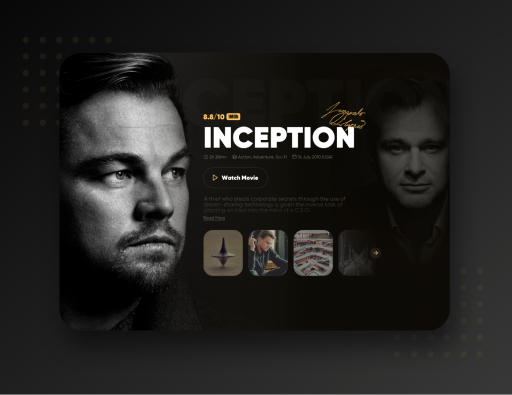 CEPTIO
8.8/10 IMDb
INCEPTION
2h 28min Action, Adventure, Sci-Fi 16 July 2010 (USA)
Watch Movie
A thief who steals corporate secrets through the use of
dream-sharing technology is given the inverse task of
planting an idea into the mind of a C.E.O.
Read More